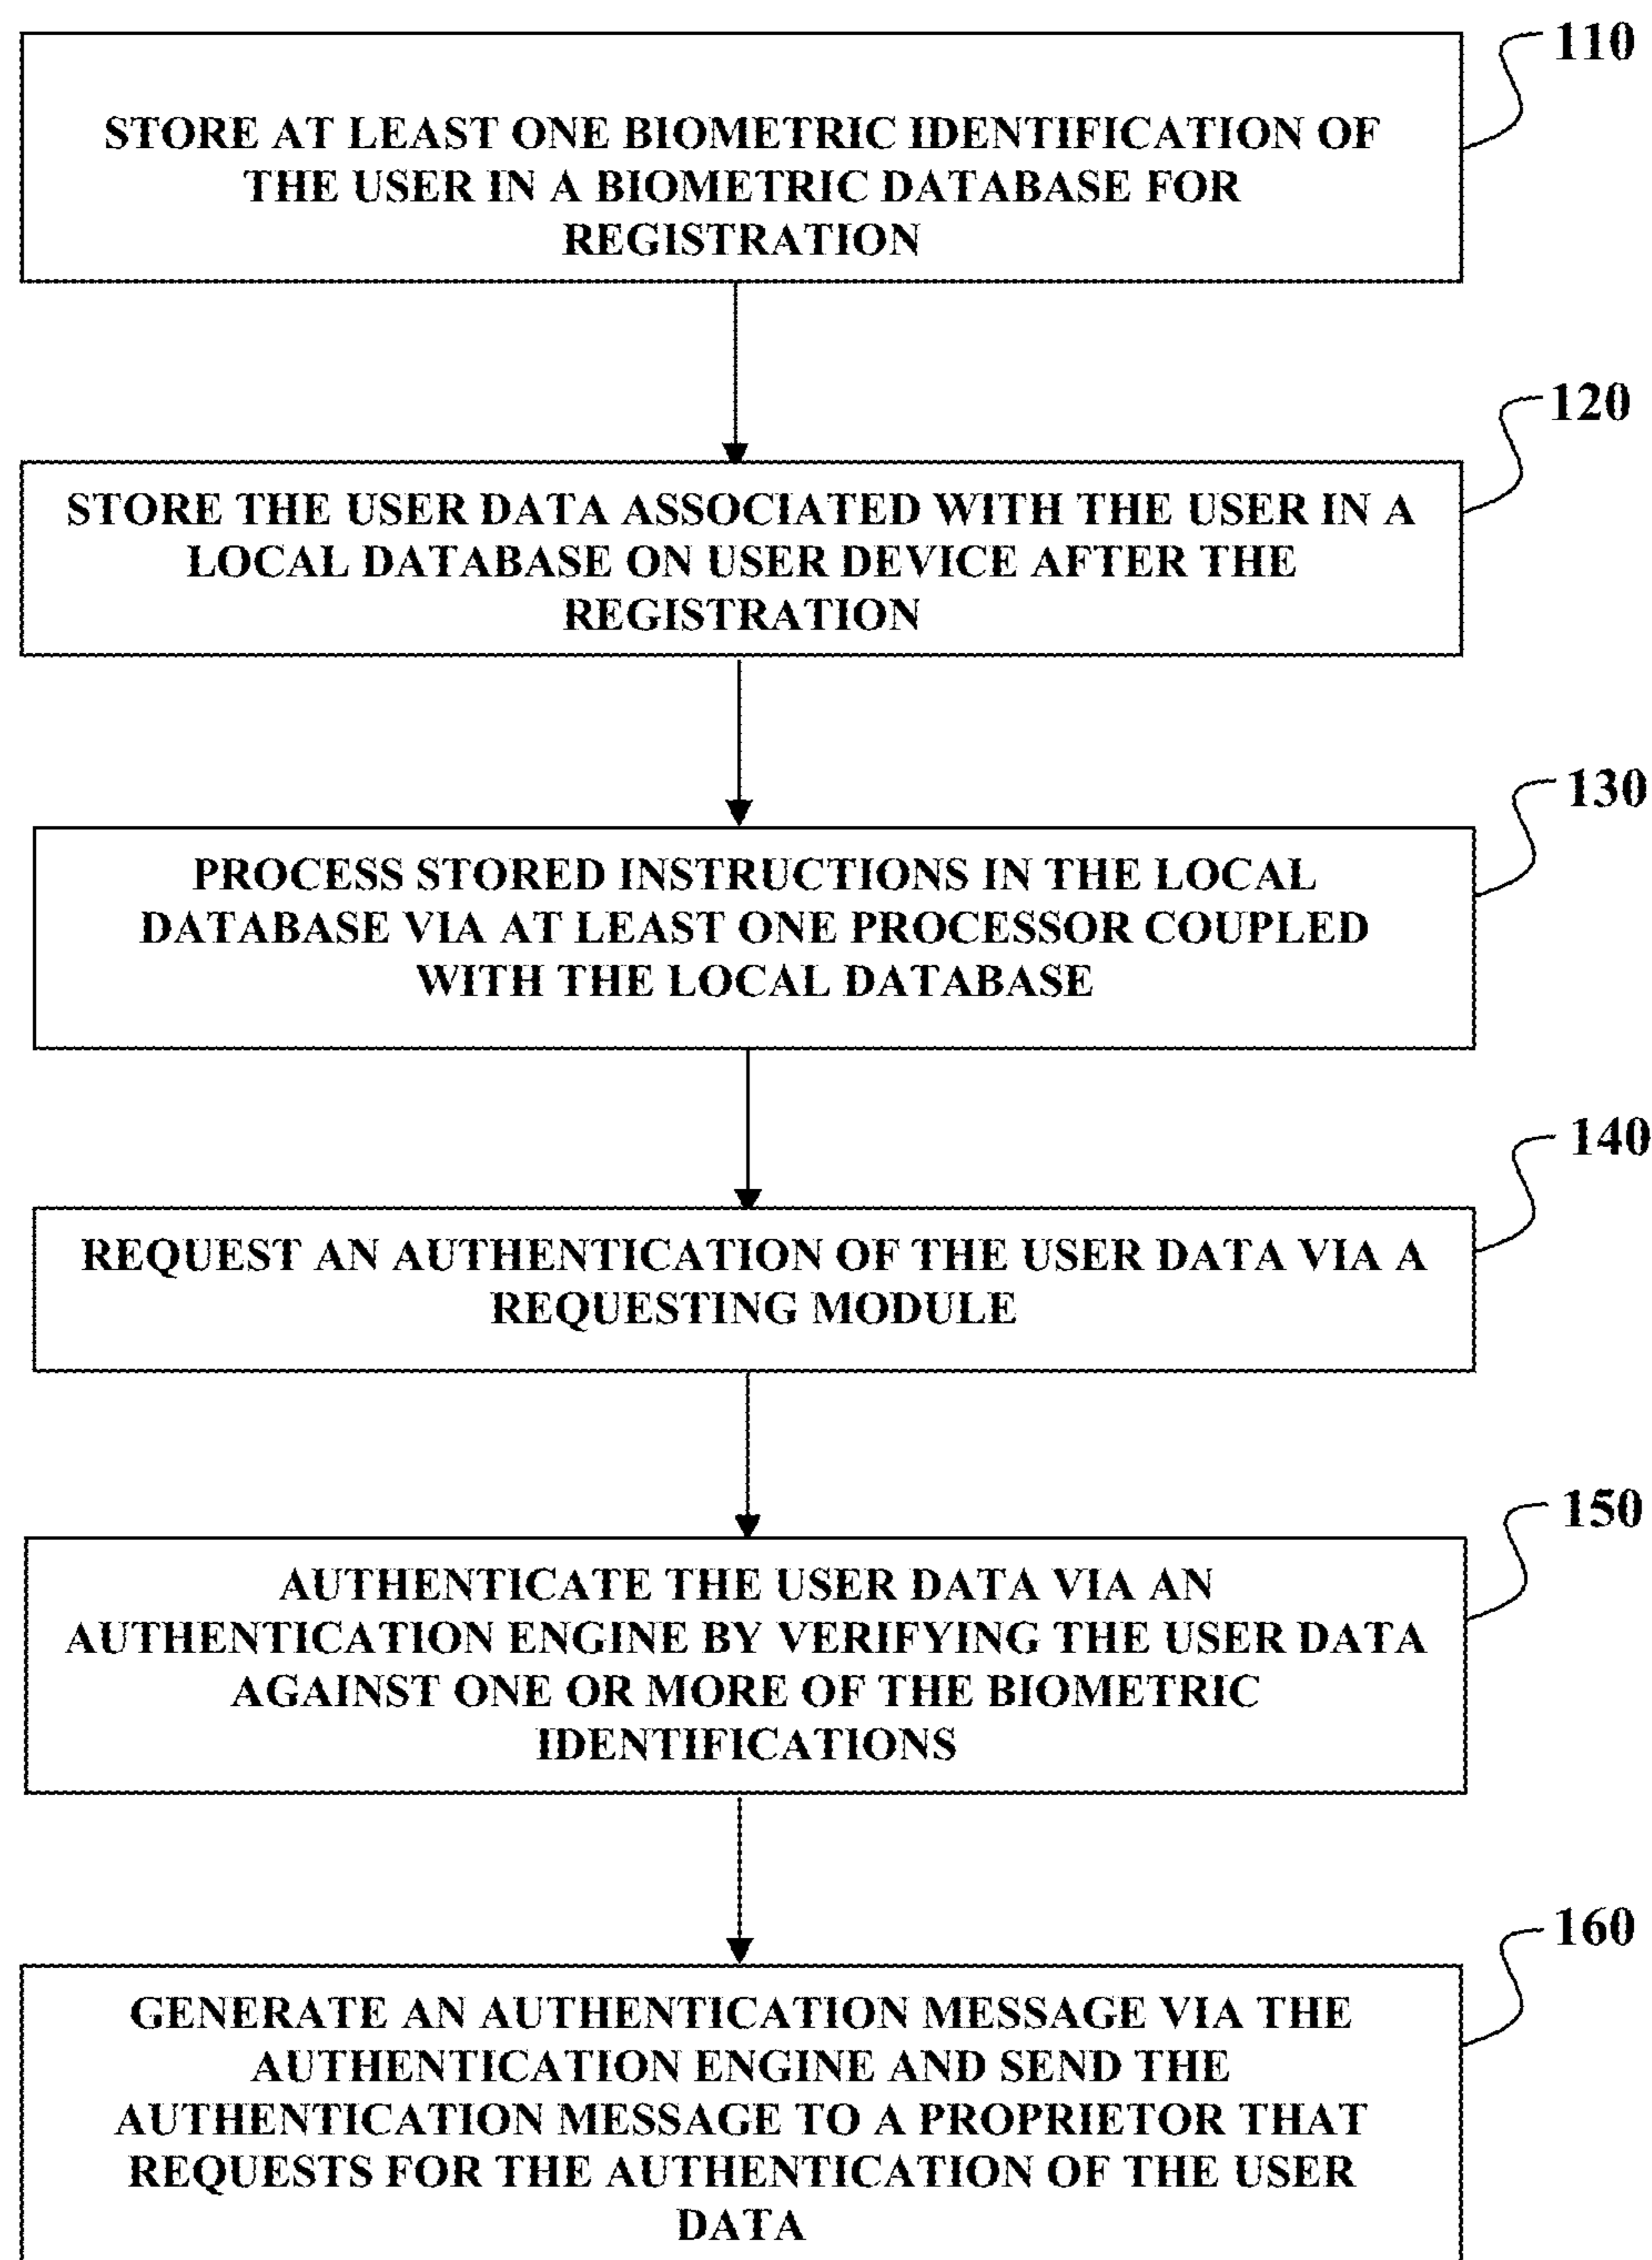 110
STORE AT LEAST ONE BIOMETRIC IDENTIFICATION OF
THE USER IN A BIOMETRIC DATABASE FOR
REGISTRATION
120
STORE THE USER DATA ASSOCIATED WITH THE USER IN A
LOCAL DATABASE ON USER DEVICE AFTER THE
REGISTRATION
130
PROCESS STORED INSTRUCTIONS IN THE LOCAL
DATABASE VIA AT LEAST ONE PROCESSOR COUPLED
WITH THE LOCAL DATABASE
140
REQUEST AN AUTHENTICATION OF THE USER DATA VIA A
REQUESTING MODULE
150
AUTHENTICATE THE USER DATA VIA AN
AUTHENTICATION ENGINE BY VERIFYING THE USER DATA
AGAINST ONE OR MORE OF THE BIOMETRIC
IDENTIFICATIONS
160
GENERATE AN AUTHENTICATION MESSAGE VIA THE
AUTHENTICATION ENGINE AND SEND THE
AUTHENTICATION MESSAGE TO A PROPRIETOR THAT
REQUESTS FOR THE AUTHENTICATION OF THE USER
DATA